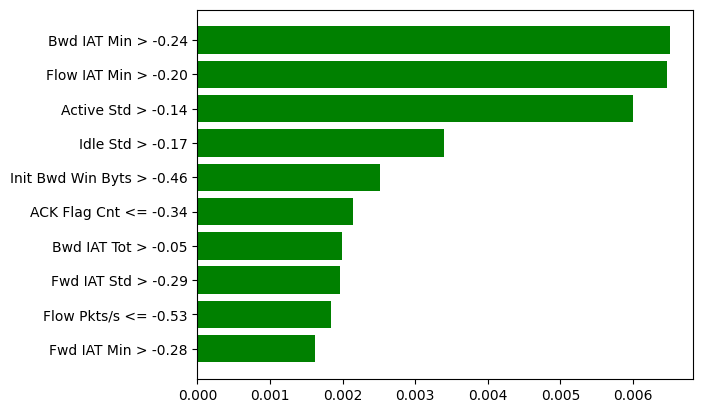 Bwd IAT Min > -0.24
Flow IAT Min > -0.20
Active Std > -0.14
Idle Std > -0.17
Init Bwd Win Byts > -0.46
ACK Flag Cnt <= -0.34
Bwd IAT Tot > -0.05
Fwd IAT Std > -0.29
Flow Pkts/s <= -0.53
Fwd IAT Min > -0.28
0.000 0.001 0.002 0.003 0.004 0.005 0.006